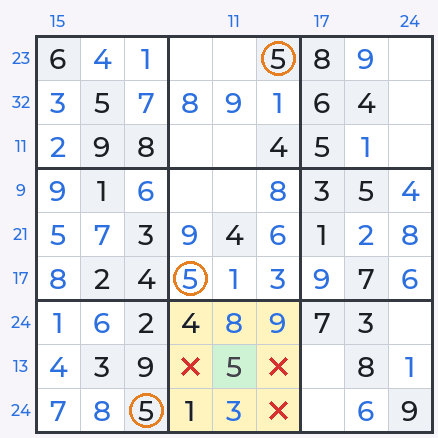 15 11 17 24
23 6 4 1 5 8 9
32 3 5 7 8 9 1 6 4
11 2 9 8 4 5 1
9 9 1 6 8 3 5 4
21 5 7 3 9 4 6 1 2 8
17 8 2 4 5 1 3 9 7 6
24 1 6 2 4 8 9 7 3
13 4 3 9 5 8 1
24 7 8 5 1 3 6 9